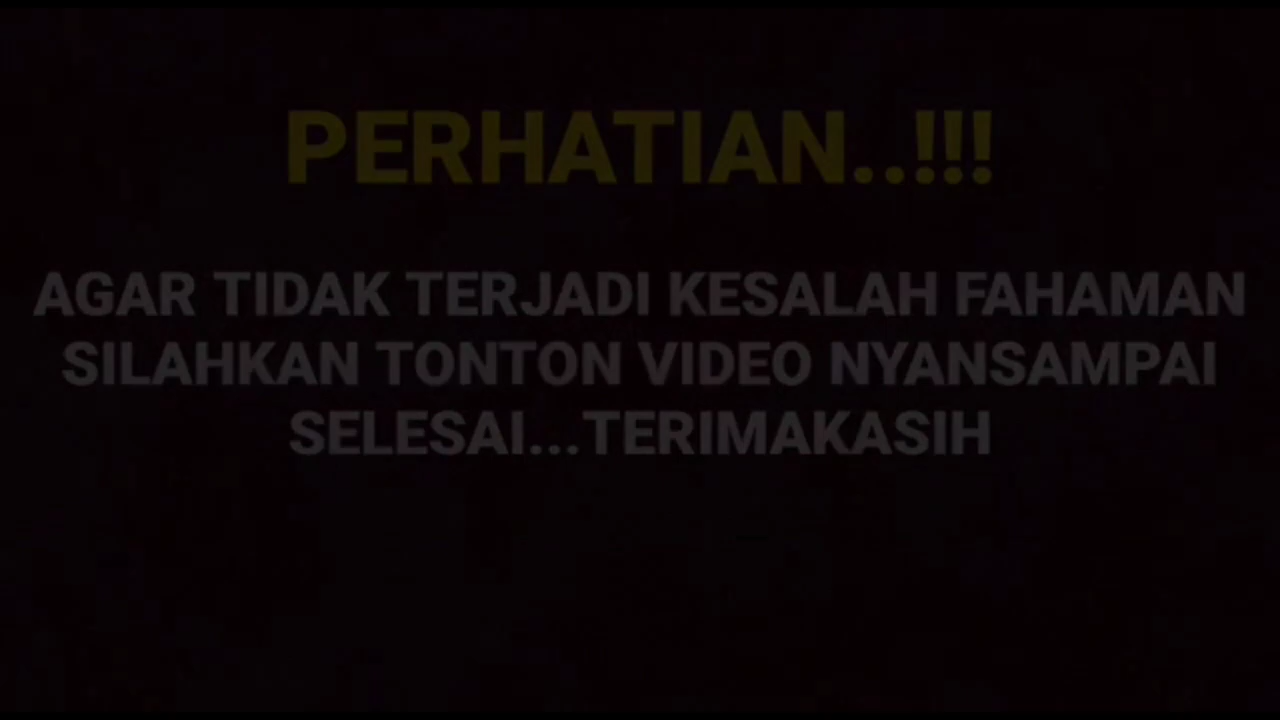 PERHATIAN..!!!
AGAR TIDAK TERJADI KESALAH FAHAMAN
SILAHKAN TONTON VIDEO NYANSAMPAI
SELESAI...TERIMAKASIH